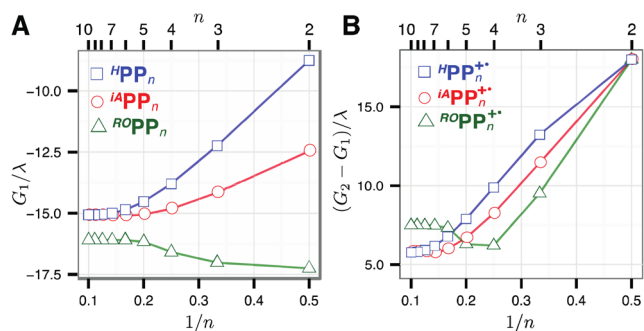 A
n
10 7 5 4 3 2
ᴴPPₙ
ⁱᴬPPₙ
ᴿᴼPPₙ
−10.0
−12.5
−15.0
−17.5
G₁/λ
0.1 0.2 0.3 0.4 0.5
1/n
B
n
10 7 5 4 3 2
ᴴPPₙ⁺•
ⁱᴬPPₙ⁺•
ᴿᴼPPₙ⁺•
17.5
10.0
5.0
(G₂ − G₁)/λ
0.1 0.2 0.3 0.4 0.5
1/n